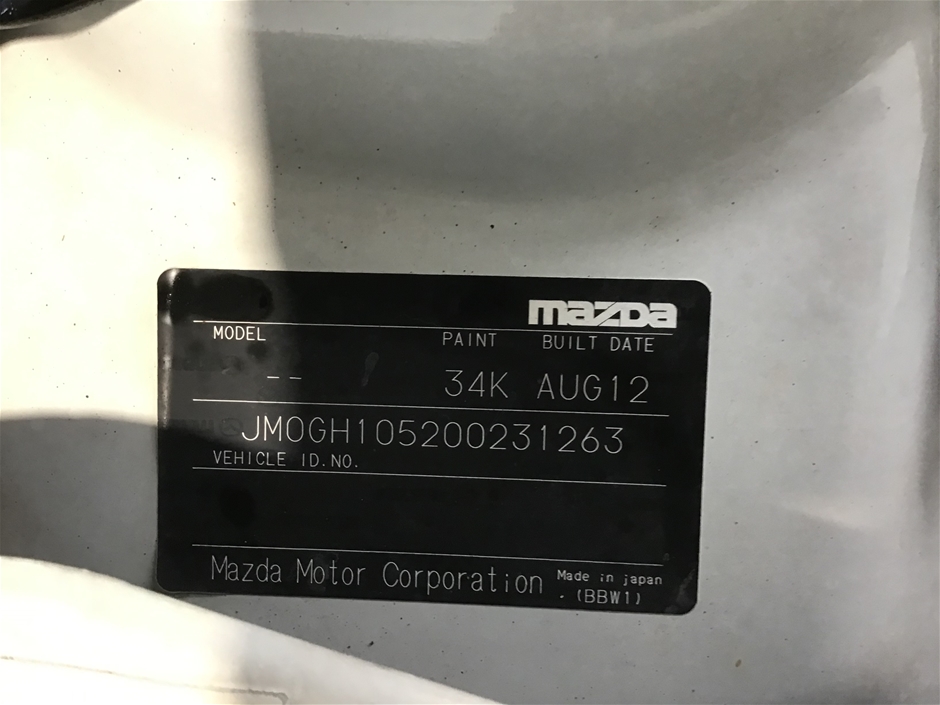 mazda
MODEL PAINT BUILT DATE
-- 34K AUG12
JM0GH105200231263
VEHICLE ID.NO.
Mazda Motor Corporation Made in japan
(BBW1)